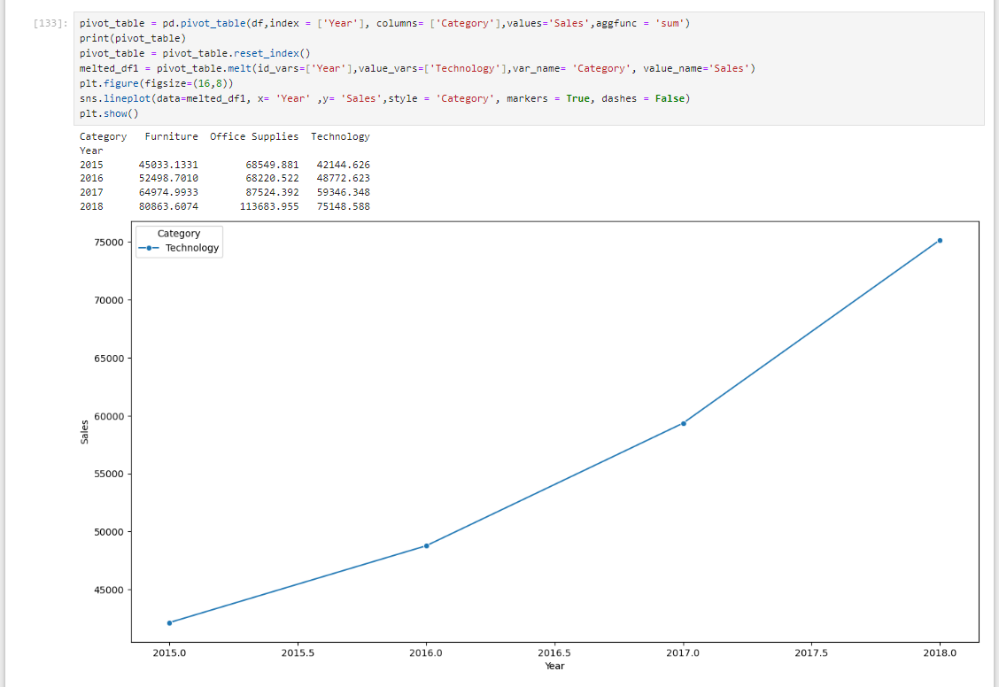 [133]: pivot_table = pd.pivot_table(df,index = ['Year'], columns= ['Category'],values='Sales',aggfunc = 'sum')
print(pivot_table)
pivot_table = pivot_table.reset_index()
melted_df1 = pivot_table.melt(id_vars=['Year'],value_vars=['Technology'],var_name= 'Category', value_name='Sales')
plt.figure(figsize=(16,8))
sns.lineplot(data=melted_df1, x= 'Year' ,y= 'Sales',style = 'Category', markers = True, dashes = False)
plt.show()
Category Furniture Office Supplies Technology
Year
2015 45033.1331 68549.881 42144.626
2016 52498.7010 68220.522 48772.623
2017 64974.9933 87524.392 59346.348
2018 80863.6074 113683.955 75148.588
Category
Technology
75000
70000
65000
60000
55000
50000
45000
Sales
2015.0 2015.5 2016.0 2016.5 2017.0 2017.5 2018.0
Year